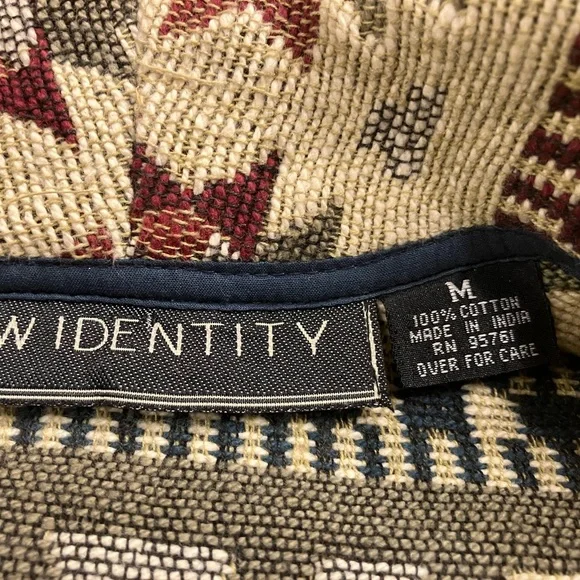 W IDENTITY
M
100% COTTON
MADE IN INDIA
RN 95761
OVER FOR CARE